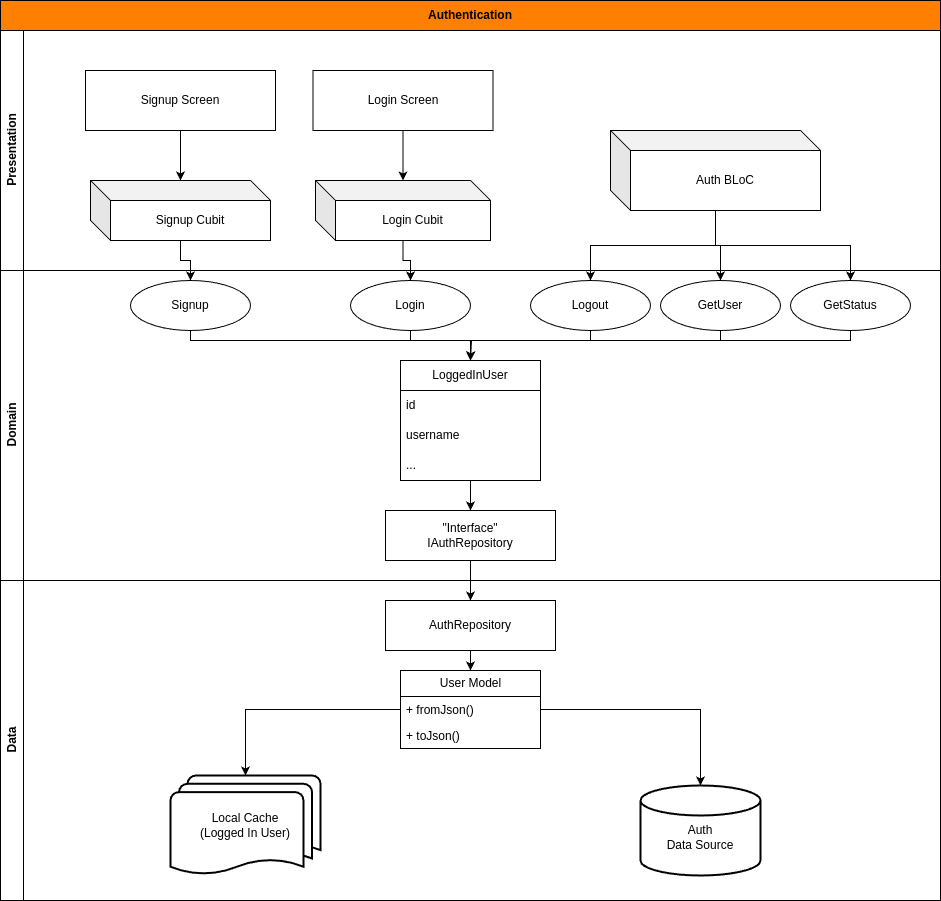 Authentication
Presentation
Signup Screen
Login Screen
Auth BLoC
Signup Cubit
Login Cubit
Domain
Signup
Login
Logout
GetUser
GetStatus
LoggedInUser
id
username
...
"Interface"
IAuthRepository
Data
AuthRepository
User Model
+ fromJson()
+ toJson()
Local Cache
(Logged In User)
Auth
Data Source